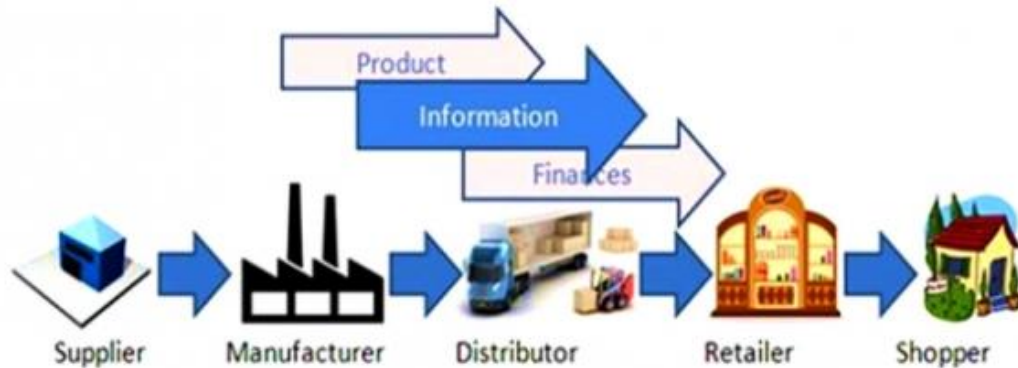 Product
Information
Finances
Supplier Manufacturer Distributor Retailer Shopper